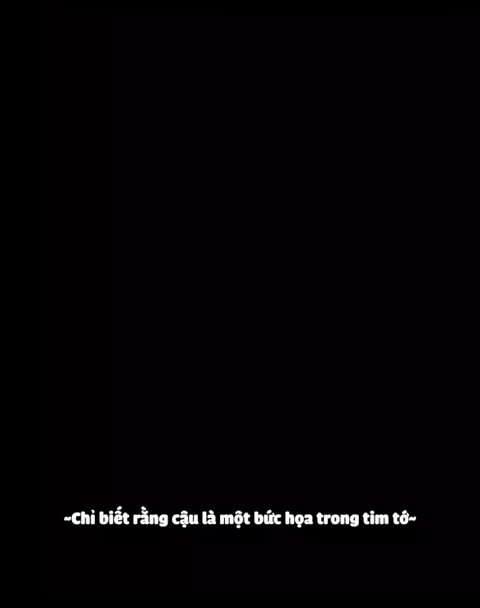 ~Chỉ biết rằng cậu là một bức họa trong tim tớ~